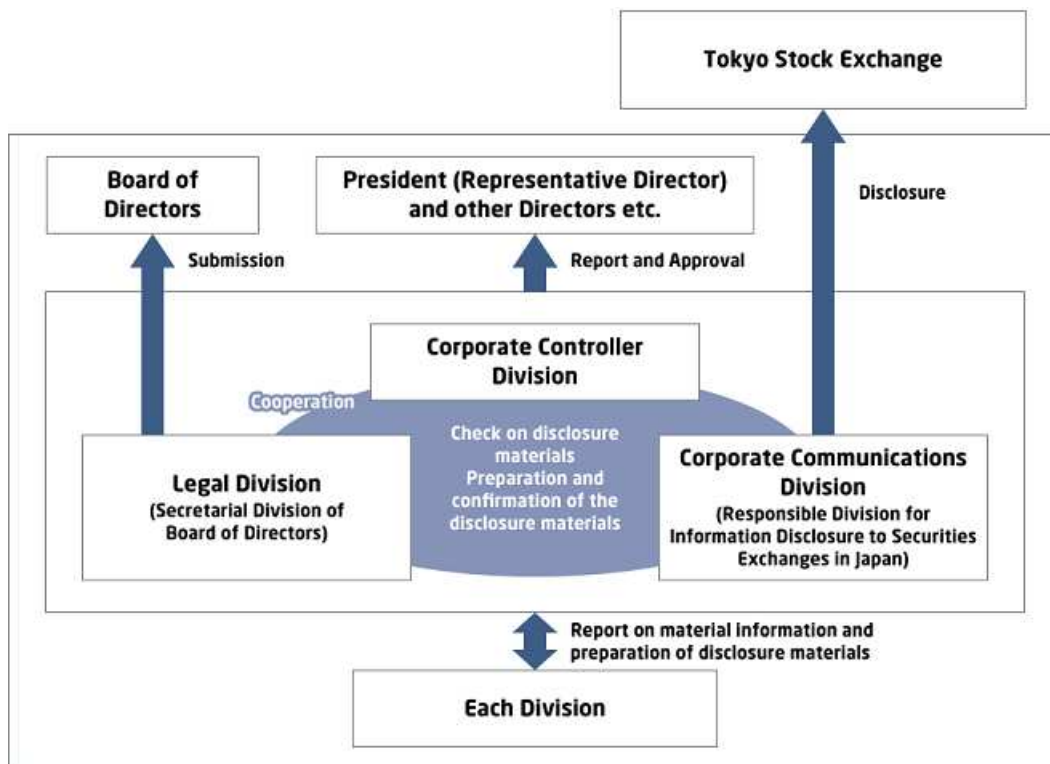 Tokyo Stock Exchange
Board of
Directors
President (Representative Director)
and other Directors etc.
Disclosure
Submission
Report and Approval
Corporate Controller
Division
Cooperation
Check on disclosure
materials
Preparation and
confirmation of the
disclosure materials
Legal Division
(Secretarial Division of
Board of Directors)
Corporate Communications
Division
(Responsible Division for
Information Disclosure to Securities
Exchanges in Japan)
Report on material information and
preparation of disclosure materials
Each Division